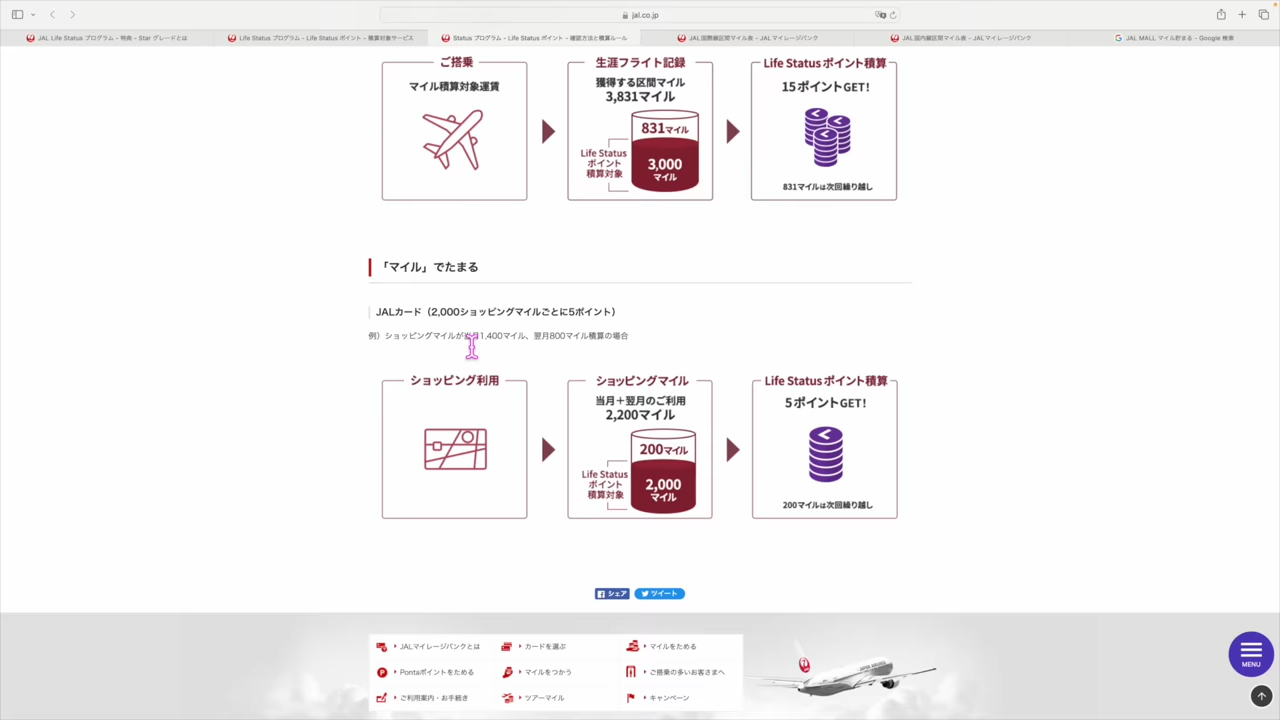 jal.co.jp
JAL Life Status プログラム - 特典 - Star グレードとは
Life Status プログラム - Life Status ポイント - 積算対象サービス
Status プログラム - Life Status ポイント - 確認方法と積算ルール
JAL国際線区間マイル表 - JALマイレージバンク
JAL国内線区間マイル表 - JALマイレージバンク
JAL MALL マイル貯まる - Google 検索
ご搭乗
マイル積算対象運賃
生涯フライト記録
獲得する区間マイル
3,831マイル
831マイル
Life Status
ポイント
積算対象
3,000
マイル
Life Status ポイント積算
15ポイントGET!
831マイルは次回繰り越し
「マイル」でたまる
JALカード（2,000ショッピングマイルごとに5ポイント）
例）ショッピングマイルが当月1,400マイル、翌月800マイル積算の場合
ショッピング利用
ショッピングマイル
当月＋翌月のご利用
2,200マイル
200マイル
Life Status
ポイント
積算対象
2,000
マイル
Life Status ポイント積算
5ポイントGET!
200マイルは次回繰り越し
シェア
ツイート
JALマイレージバンクとは
カードを選ぶ
マイルをためる
Pontaポイントをためる
マイルをつかう
ご搭乗の多いお客さまへ
ご利用案内・お手続き
ツアーマイル
キャンペーン
JAPAN AIRLINES
MENU